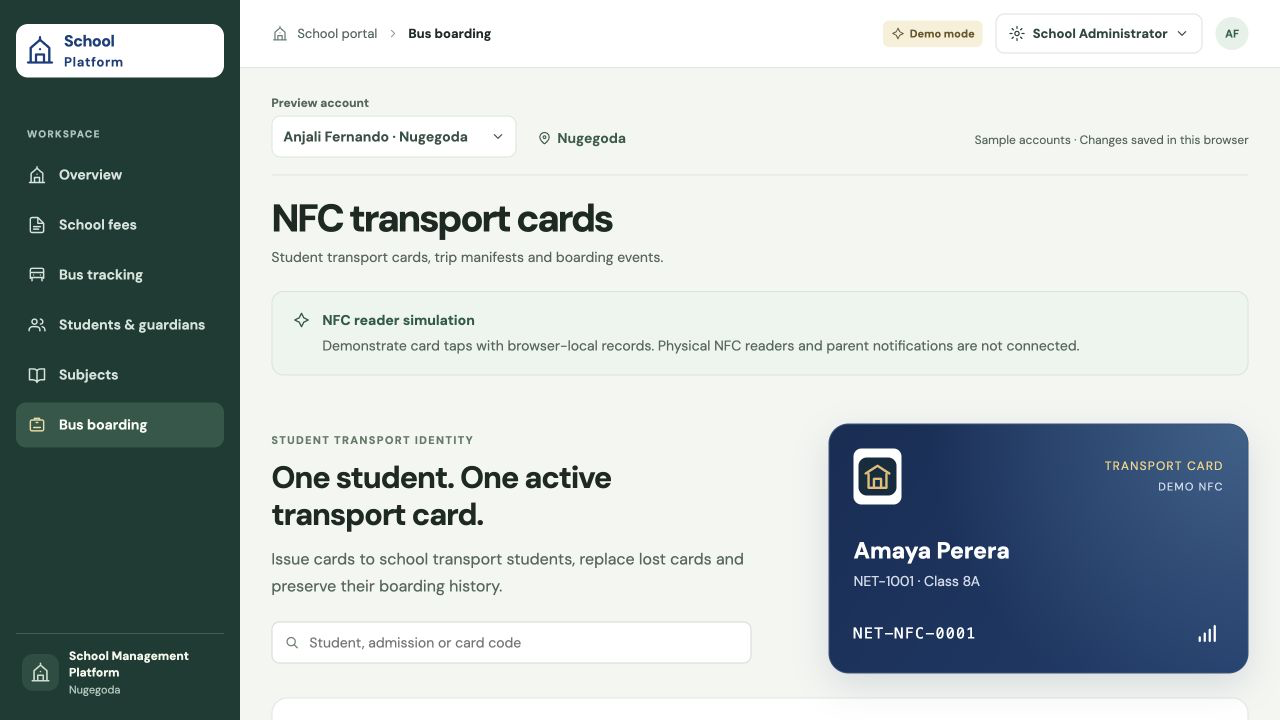 School
Platform
WORKSPACE
Overview
School fees
Bus tracking
Students & guardians
Subjects
Bus boarding
School Management
Platform
Nugegoda
School portal
Bus boarding
Demo mode
School Administrator
AF
Preview account
Anjali Fernando · Nugegoda
Nugegoda
Sample accounts · Changes saved in this browser
NFC transport cards
Student transport cards, trip manifests and boarding events.
NFC reader simulation
Demonstrate card taps with browser-local records. Physical NFC readers and parent notifications are not connected.
STUDENT TRANSPORT IDENTITY
One student. One active
transport card.
Issue cards to school transport students, replace lost cards and
preserve their boarding history.
Student, admission or card code
TRANSPORT CARD
DEMO NFC
Amaya Perera
NET-1001 · Class 8A
NET-NFC-0001